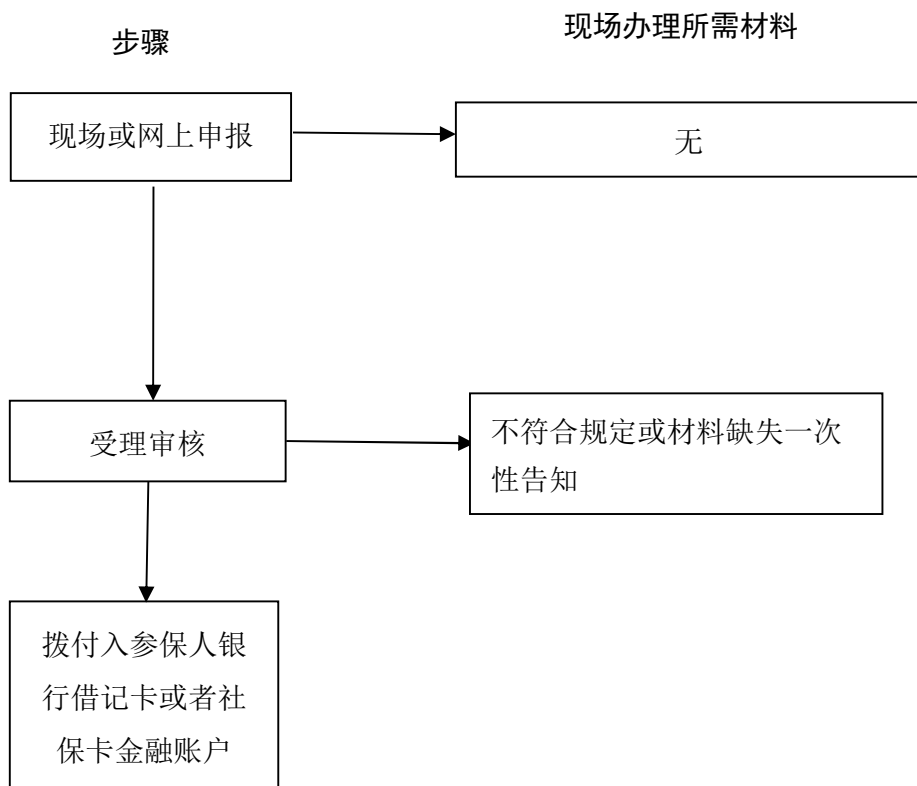 步骤
现场办理所需材料
现场或网上申报
无
受理审核
不符合规定或材料缺失一次
性告知
拨付入参保人银
行借记卡或者社
保卡金融账户